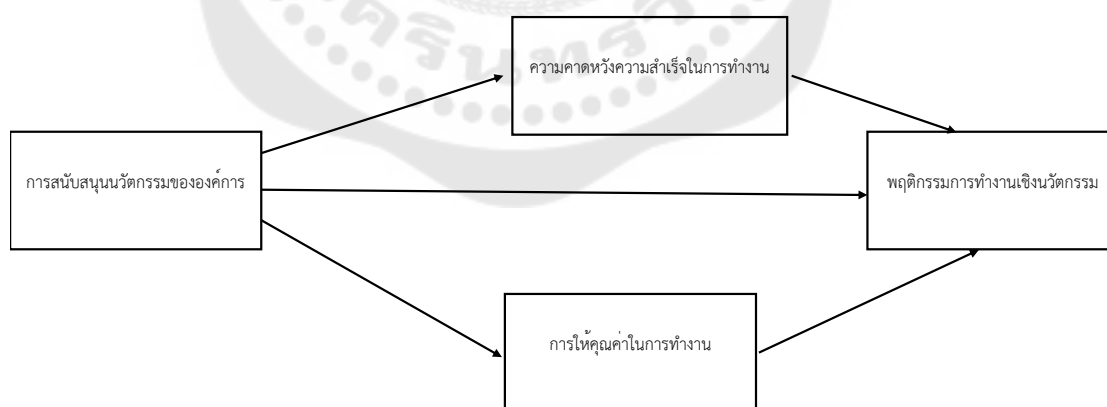 ความคาดหวังความสำเร็จในการทำงาน
การสนับสนุนนวัตกรรมขององค์การ
พฤติกรรมการทำงานเชิงนวัตกรรม
การให้คุณค่าในการทำงาน